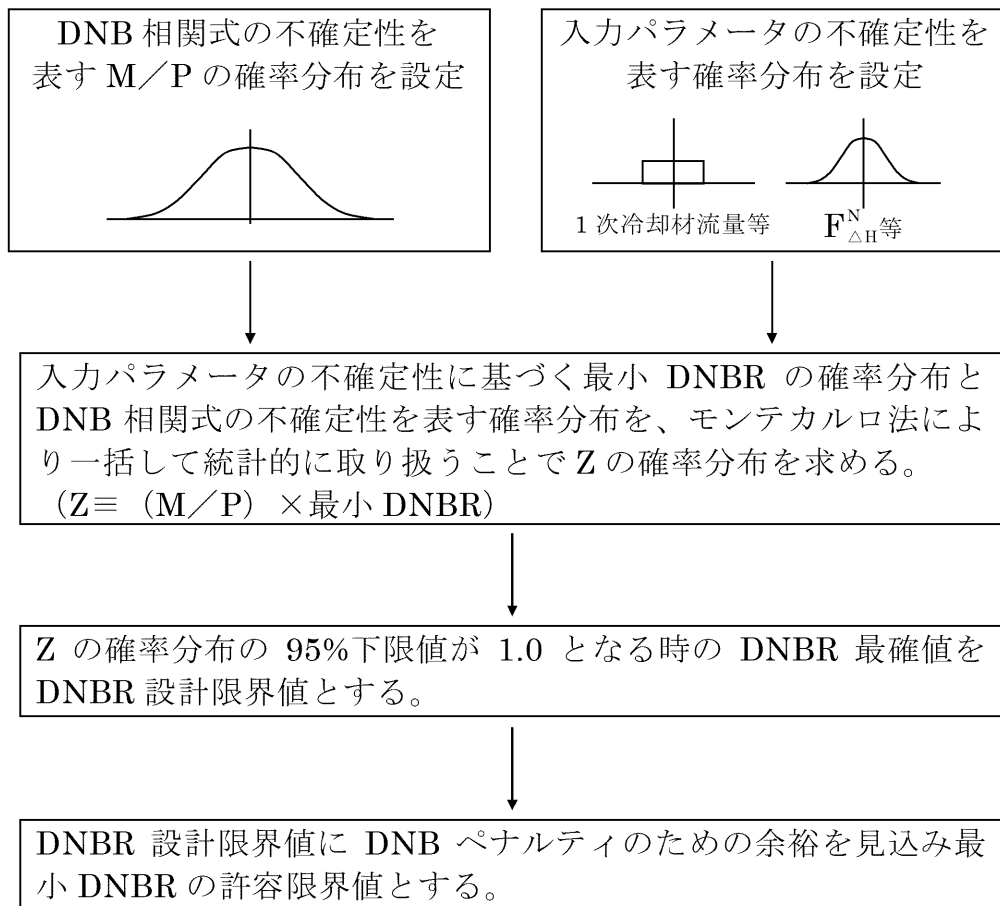 DNB 相関式の不確定性を
表す M／P の確率分布を設定
入力パラメータの不確定性を
表す確率分布を設定
1 次冷却材流量等
F^N_△H等
入力パラメータの不確定性に基づく最小 DNBR の確率分布と
DNB 相関式の不確定性を表す確率分布を、モンテカルロ法によ
り一括して統計的に取り扱うことで Z の確率分布を求める。
（Z≡（M／P）×最小 DNBR）
Z の確率分布の 95%下限値が 1.0 となる時の DNBR 最確値を
DNBR 設計限界値とする。
DNBR 設計限界値に DNB ペナルティのための余裕を見込み最
小 DNBR の許容限界値とする。